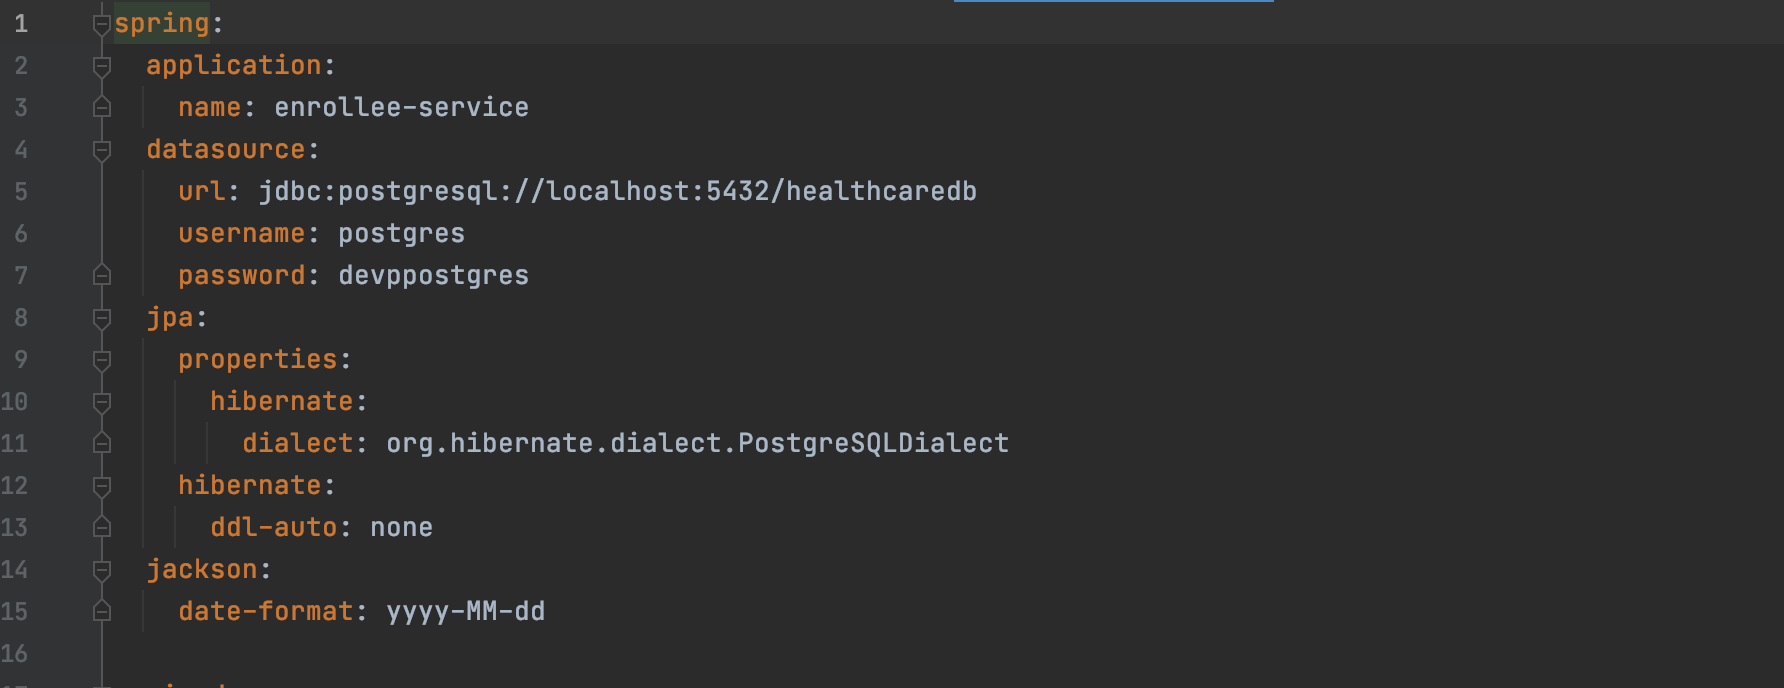 1 spring:
2   application:
3     name: enrollee-service
4   datasource:
5     url: jdbc:postgresql://localhost:5432/healthcaredb
6     username: postgres
7     password: devppostgres
8   jpa:
9     properties:
10       hibernate:
11         dialect: org.hibernate.dialect.PostgreSQLDialect
12     hibernate:
13       ddl-auto: none
14   jackson:
15     date-format: yyyy-MM-dd
16